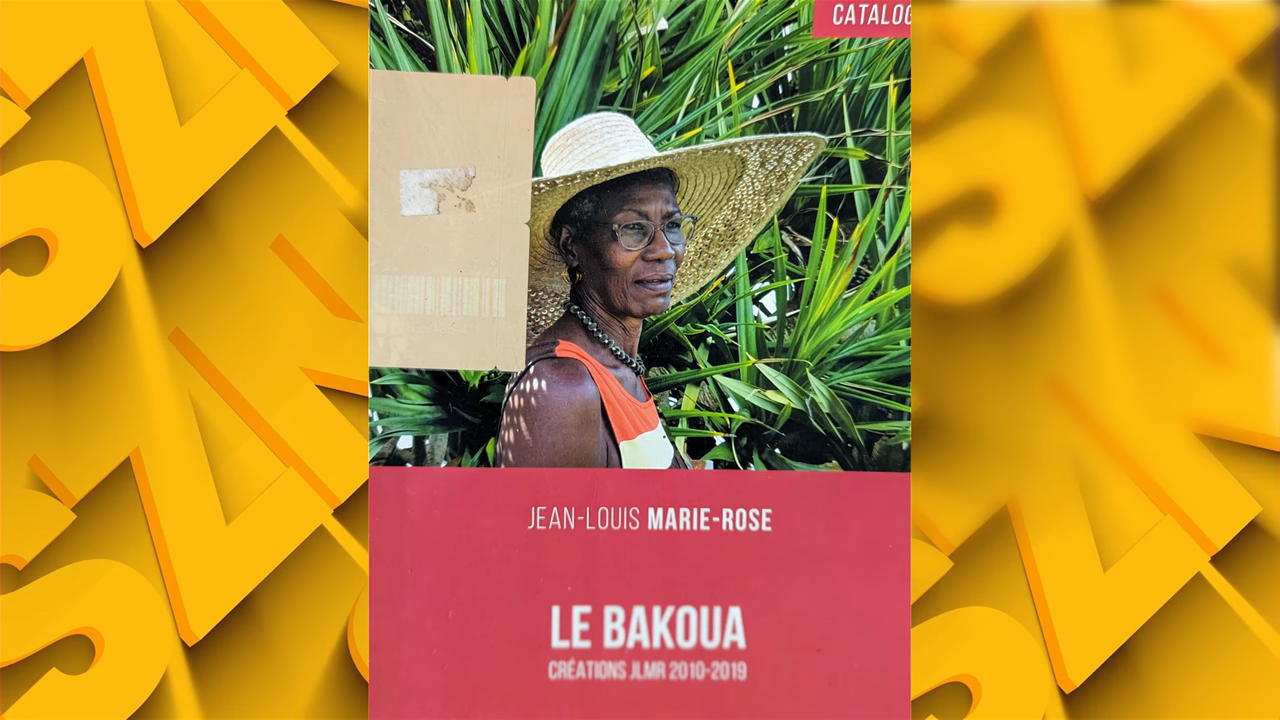 CATALOG
JEAN-LOUIS MARIE-ROSE
LE BAKOUA
CRÉATIONS JLMR 2010-2019